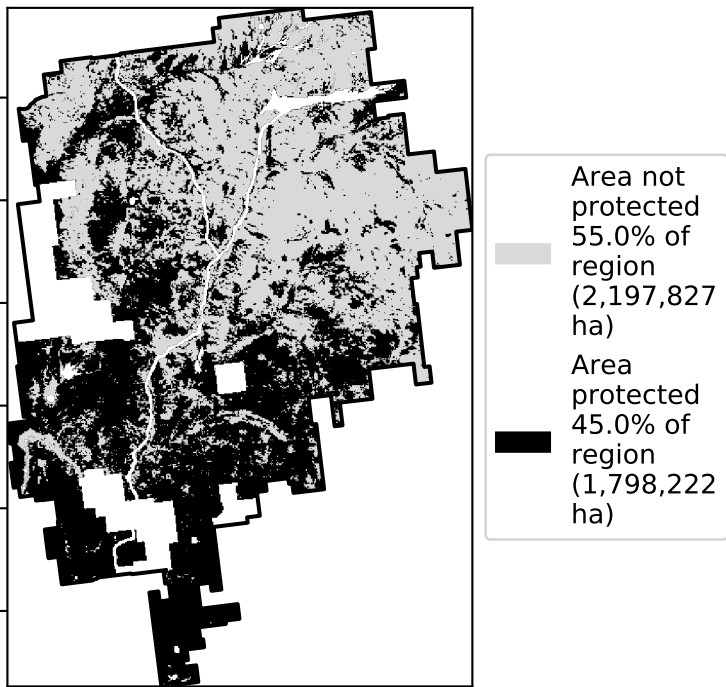 Area not
protected
55.0% of
region
(2,197,827
ha)
Area
protected
45.0% of
region
(1,798,222
ha)